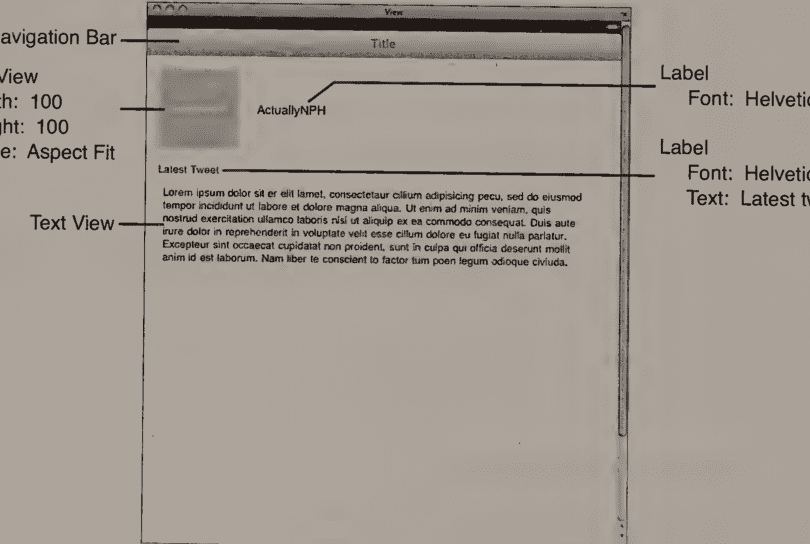 View
avigation Bar
Title
View
th: 100
ght: 100
e: Aspect Fit
ActuallyNPH
Label
Font: Helvetic
Label
Font: Helvetic
Text: Latest tw
Latest Tweet
Text View
Lorem ipsum dolor sit er elit lamet, consectetaur cillium adipisicing pecu, sed do eiusmod
tempor incididunt ut labore et dolore magna aliqua. Ut enim ad minim veniam, quis
nostrud exercitation ullamco laboris nisi ut aliquip ex ea commodo consequat. Duis aute
irure dolor in reprehenderit in voluptate velit esse cillum dolore eu fugiat nulla pariatur.
Excepteur sint occaecat cupidatat non proident, sunt in culpa qui officia deserunt mollit
anim id est laborum. Nam liber te conscient to factor tum poen legum odioque civiuda.